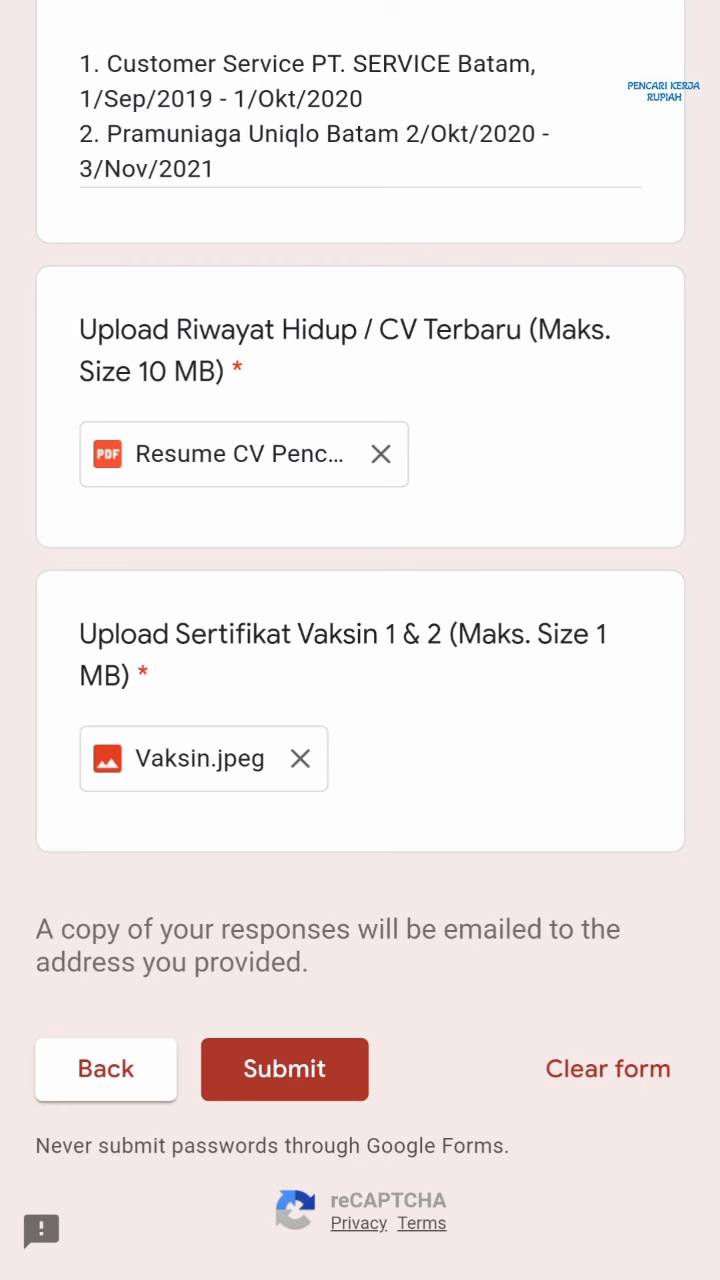 1. Customer Service PT. SERVICE Batam,
1/Sep/2019 - 1/Okt/2020
2. Pramuniaga Uniqlo Batam 2/Okt/2020 -
3/Nov/2021
PENCARI KERJA
RUPIAH
Upload Riwayat Hidup / CV Terbaru (Maks.
Size 10 MB) *
PDF Resume CV Penc...
Upload Sertifikat Vaksin 1 & 2 (Maks. Size 1
MB) *
Vaksin.jpeg
A copy of your responses will be emailed to the
address you provided.
Back Submit Clear form
Never submit passwords through Google Forms.
reCAPTCHA
Privacy Terms